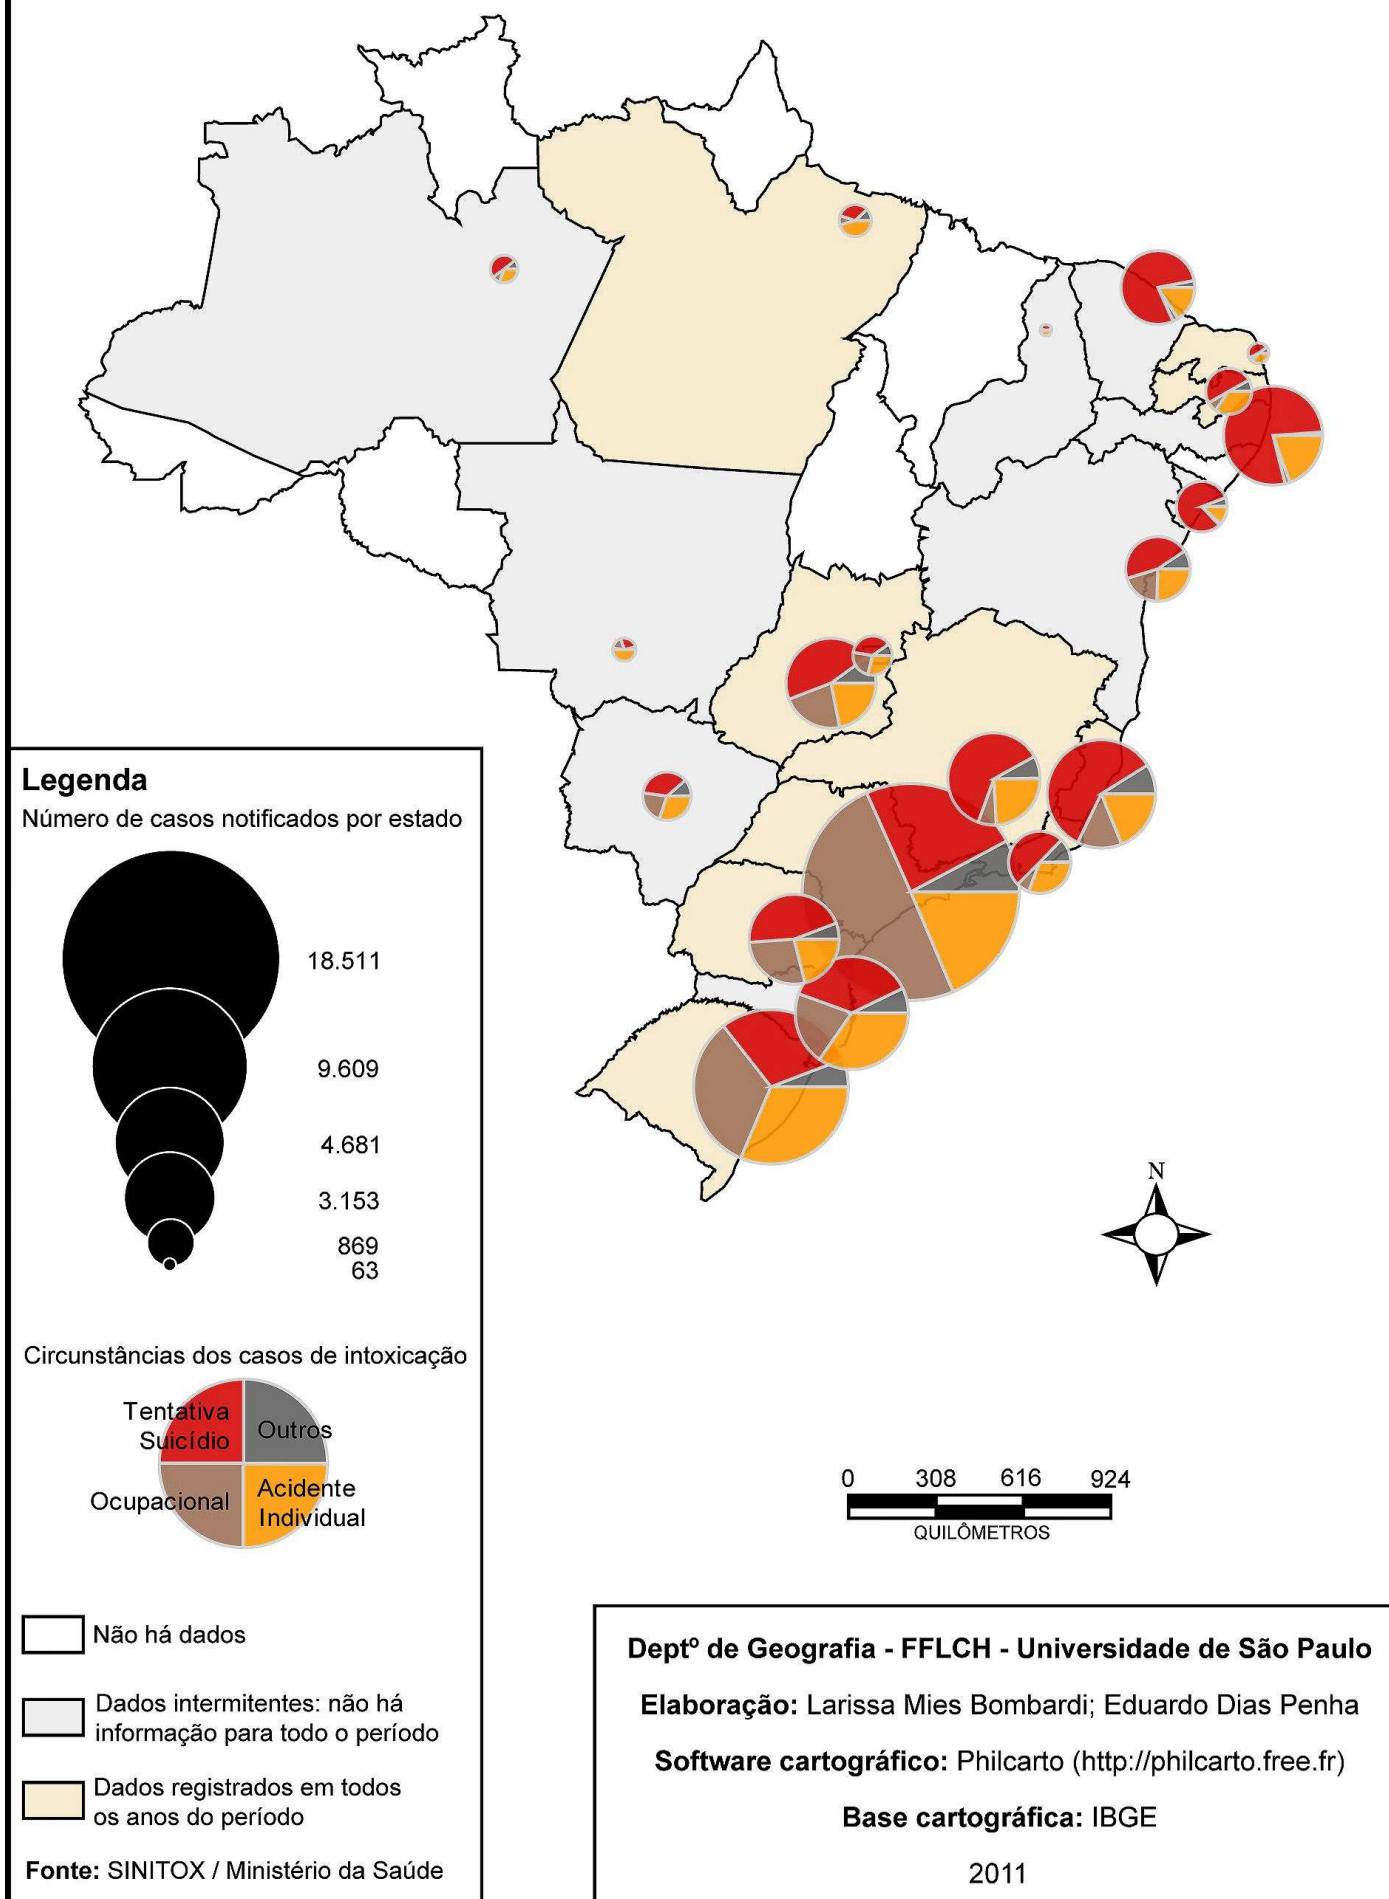 Legenda
Número de casos notificados por estado
18.511
9.609
4.681
3.153
869
63
Circunstâncias dos casos de intoxicação
Tentativa
Suicídio
Outros
Ocupacional
Acidente
Individual
Não há dados
Dados intermitentes: não há
informação para todo o período
Dados registrados em todos
os anos do período
Fonte: SINITOX / Ministério da Saúde
N
0 308 616 924
QUILÔMETROS
Deptº de Geografia - FFLCH - Universidade de São Paulo
Elaboração: Larissa Mies Bombardi; Eduardo Dias Penha
Software cartográfico: Philcarto (http://philcarto.free.fr)
Base cartográfica: IBGE
2011